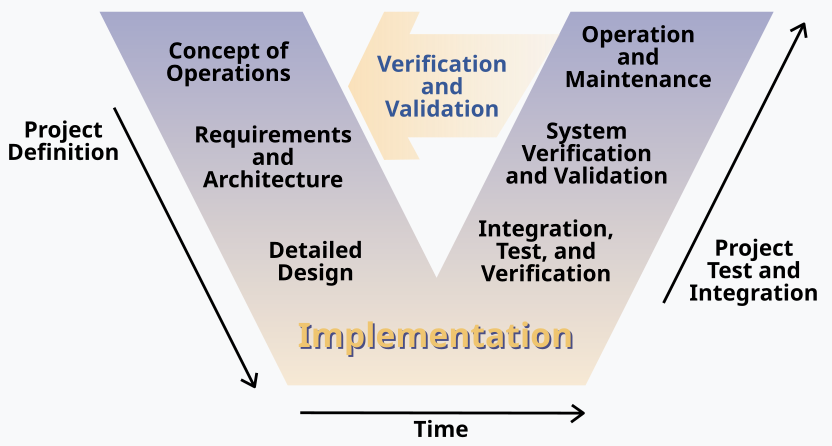 Concept of
Operations
Requirements
and
Architecture
Detailed
Design
Project
Definition
Verification
and
Validation
Operation
and
Maintenance
System
Verification
and Validation
Integration,
Test, and
Verification
Project
Test and
Integration
Implementation
Time